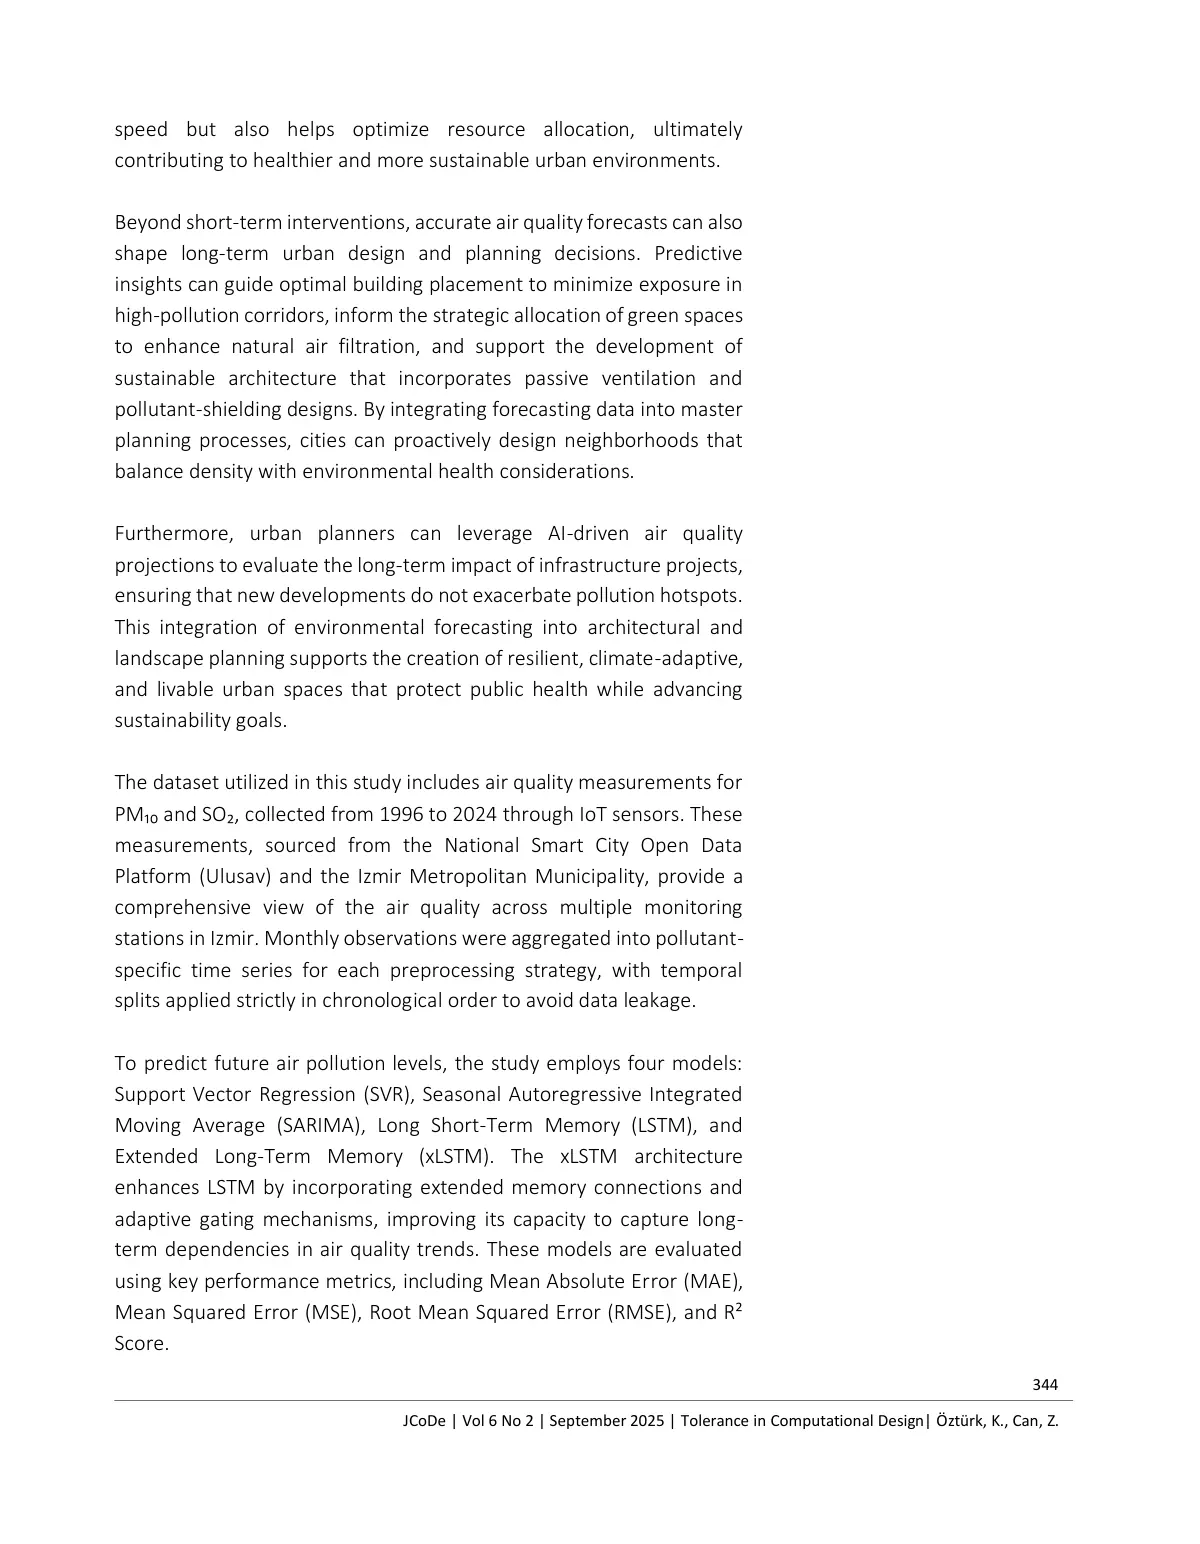 speed but also helps optimize resource allocation, ultimately
contributing to healthier and more sustainable urban environments.
Beyond short-term interventions, accurate air quality forecasts can also
shape long-term urban design and planning decisions. Predictive
insights can guide optimal building placement to minimize exposure in
high-pollution corridors, inform the strategic allocation of green spaces
to enhance natural air filtration, and support the development of
sustainable architecture that incorporates passive ventilation and
pollutant-shielding designs. By integrating forecasting data into master
planning processes, cities can proactively design neighborhoods that
balance density with environmental health considerations.
Furthermore, urban planners can leverage AI-driven air quality
projections to evaluate the long-term impact of infrastructure projects,
ensuring that new developments do not exacerbate pollution hotspots.
This integration of environmental forecasting into architectural and
landscape planning supports the creation of resilient, climate-adaptive,
and livable urban spaces that protect public health while advancing
sustainability goals.
The dataset utilized in this study includes air quality measurements for
PM₁₀ and SO₂, collected from 1996 to 2024 through IoT sensors. These
measurements, sourced from the National Smart City Open Data
Platform (Ulusav) and the Izmir Metropolitan Municipality, provide a
comprehensive view of the air quality across multiple monitoring
stations in Izmir. Monthly observations were aggregated into pollutant-
specific time series for each preprocessing strategy, with temporal
splits applied strictly in chronological order to avoid data leakage.
To predict future air pollution levels, the study employs four models:
Support Vector Regression (SVR), Seasonal Autoregressive Integrated
Moving Average (SARIMA), Long Short-Term Memory (LSTM), and
Extended Long-Term Memory (xLSTM). The xLSTM architecture
enhances LSTM by incorporating extended memory connections and
adaptive gating mechanisms, improving its capacity to capture long-
term dependencies in air quality trends. These models are evaluated
using key performance metrics, including Mean Absolute Error (MAE),
Mean Squared Error (MSE), Root Mean Squared Error (RMSE), and R²
Score.
344
JCoDe | Vol 6 No 2 | September 2025 | Tolerance in Computational Design| Öztürk, K., Can, Z.